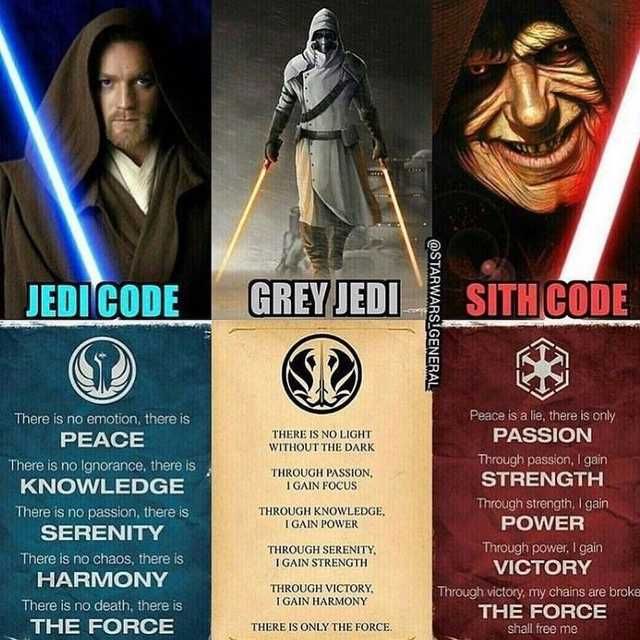 JEDI CODE
GREY JEDI
SITH CODE
@STARWARS!GENERAL
There is no emotion, there is
PEACE
There is no Ignorance, there is
KNOWLEDGE
There is no passion, there is
SERENITY
There is no chaos, there is
HARMONY
There is no death, there is
THE FORCE
THERE IS NO LIGHT
WITHOUT THE DARK
THROUGH PASSION,
I GAIN FOCUS
THROUGH KNOWLEDGE,
I GAIN POWER
THROUGH SERENITY,
I GAIN STRENGTH
THROUGH VICTORY,
I GAIN HARMONY
THERE IS ONLY THE FORCE.
Peace is a lie, there is only
PASSION
Through passion, I gain
STRENGTH
Through strength, I gain
POWER
Through power, I gain
VICTORY
Through victory, my chains are broke
THE FORCE
shall free me